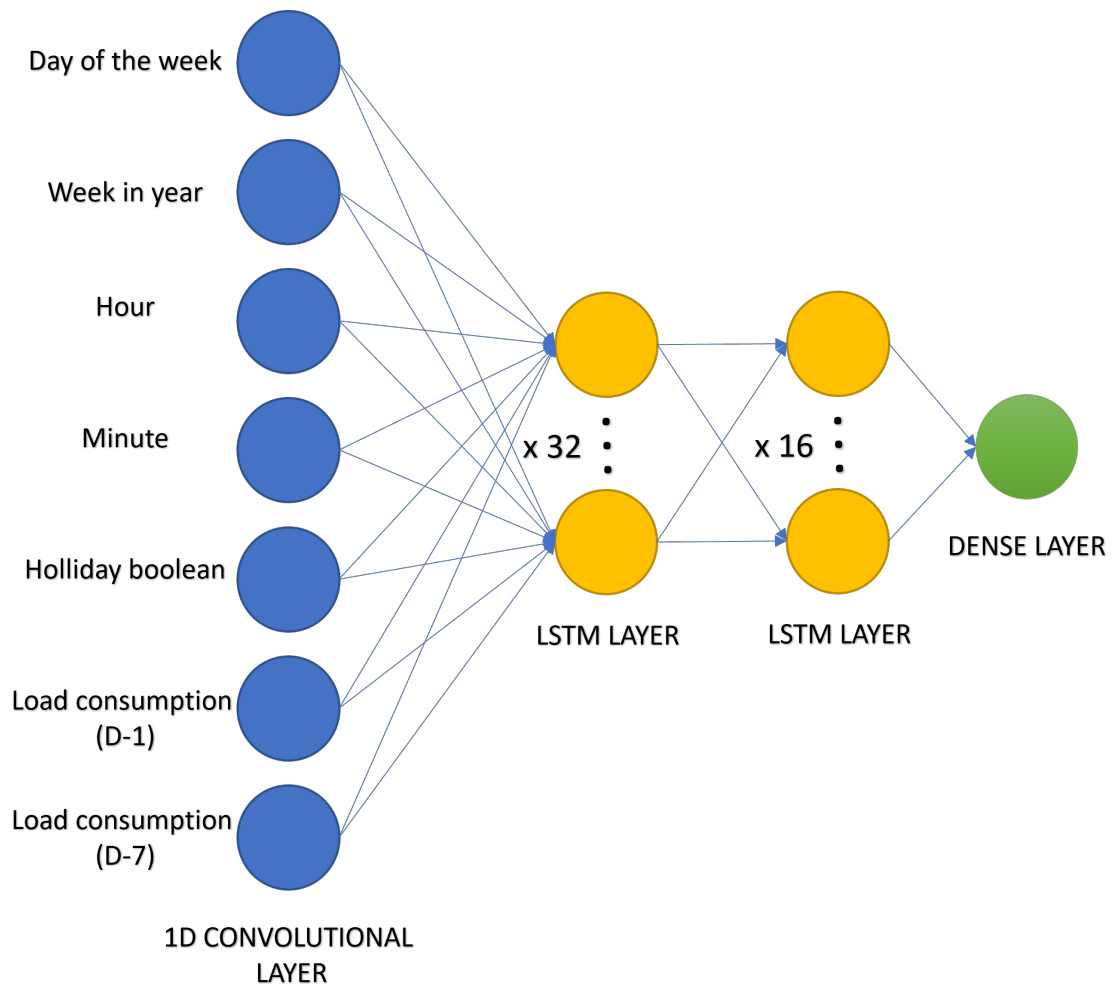 Day of the week
Week in year
Hour
Minute
Holliday boolean
Load consumption
(D-1)
Load consumption
(D-7)
1D CONVOLUTIONAL
LAYER
x 32
LSTM LAYER
x 16
LSTM LAYER
DENSE LAYER